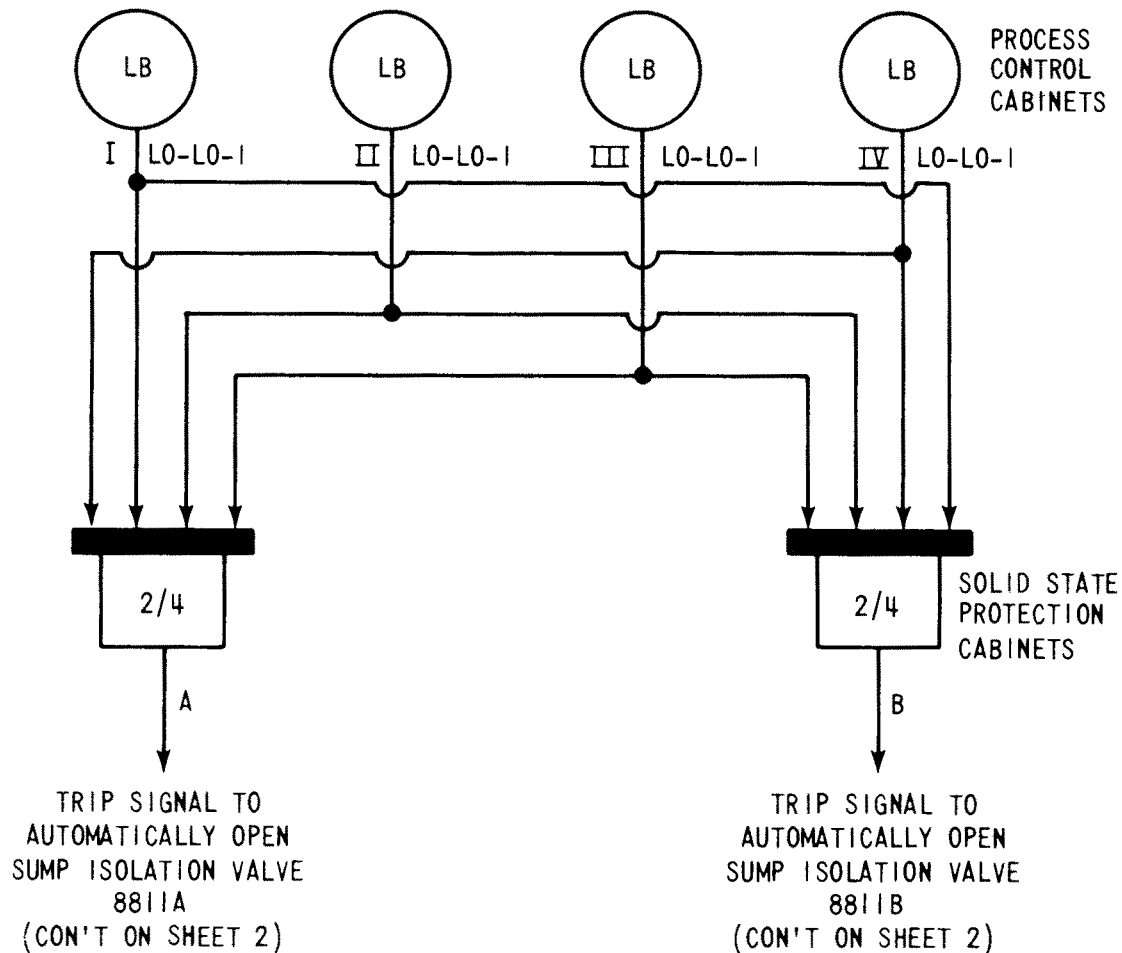 LB
LB
LB
LB
PROCESS
CONTROL
CABINETS
I LO-LO-1
II LO-LO-1
III LO-LO-1
IV LO-LO-1
2/4
2/4
SOLID STATE
PROTECTION
CABINETS
A
B
TRIP SIGNAL TO
AUTOMATICALLY OPEN
SUMP ISOLATION VALVE
8811A
(CON'T ON SHEET 2)
TRIP SIGNAL TO
AUTOMATICALLY OPEN
SUMP ISOLATION VALVE
8811B
(CON'T ON SHEET 2)